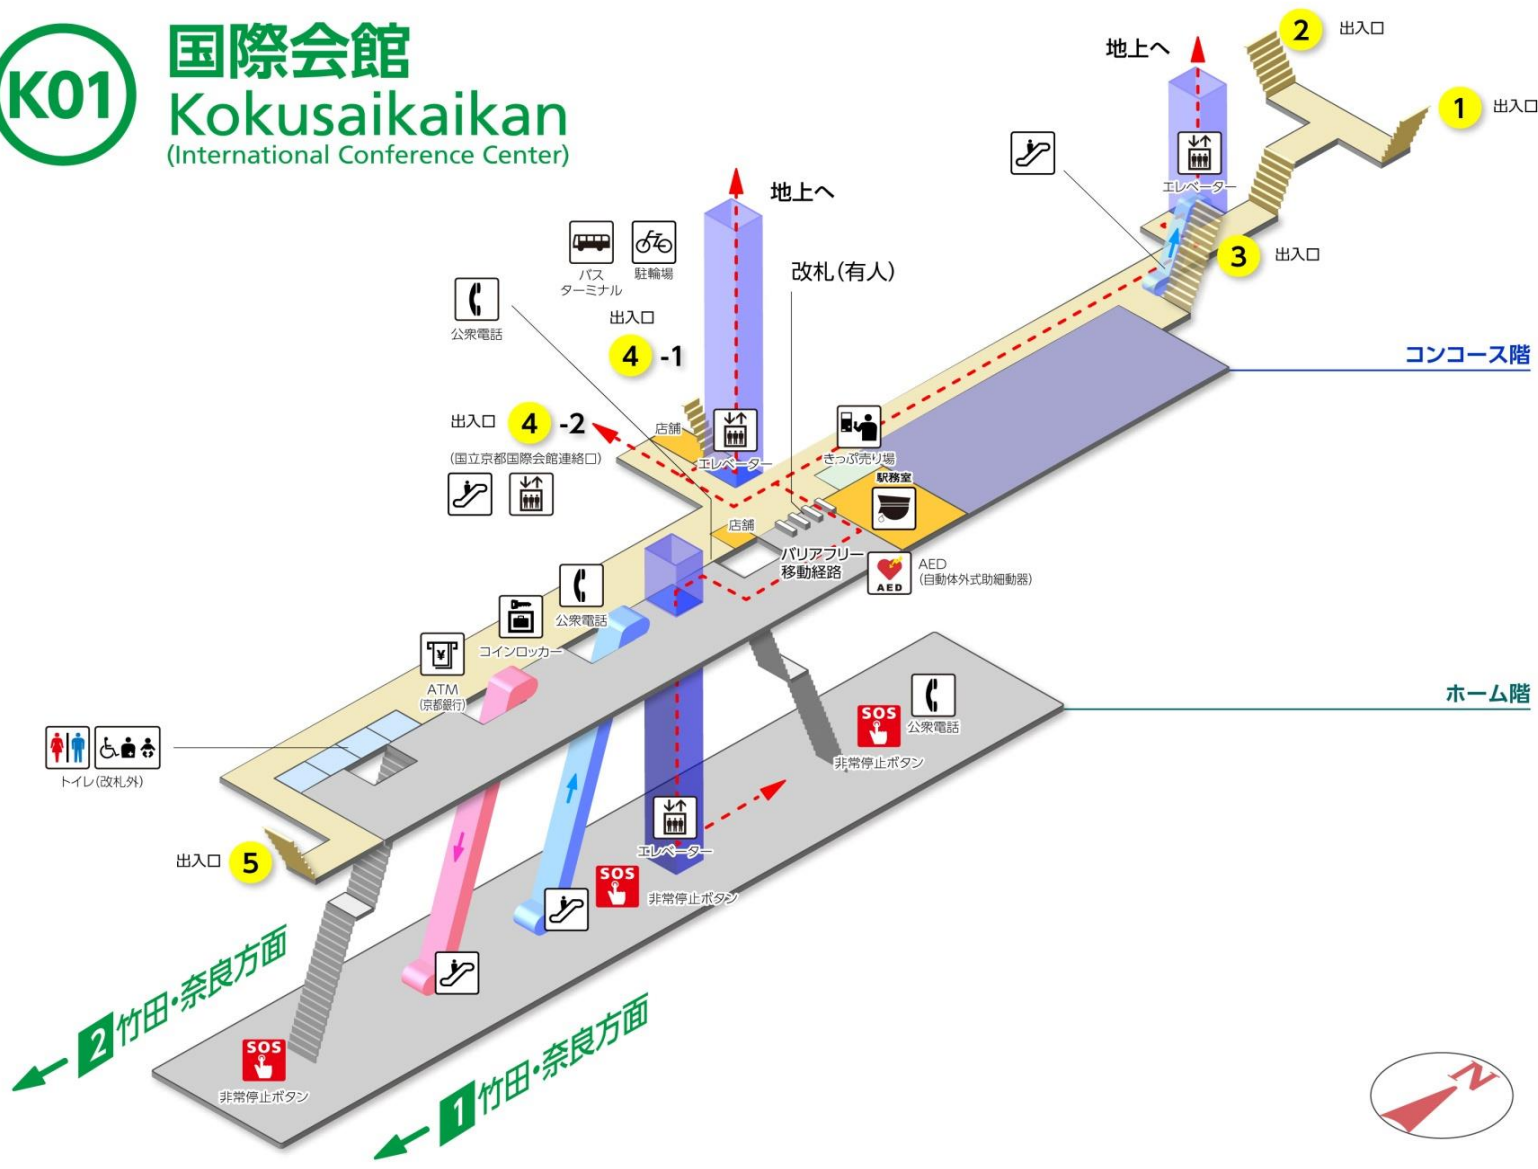 K01
国際会館
Kokusaikaikan
(International Conference Center)
2
出入口
地上へ
1
出入口
エレベーター
地上へ
3
出入口
バス
ターミナル
駐輪場
改札(有人)
公衆電話
出入口
4 -1
コンコース階
出入口
4 -2
(国立京都国際会館連絡口)
店舗
エレベーター
きっぷ売り場
駅務室
店舗
バリアフリー
移動経路
AED
AED
(自動体外式助細動器)
公衆電話
コインロッカー
¥
ATM
(京都銀行)
ホーム階
公衆電話
SOS
非常停止ボタン
トイレ(改札外)
エレベーター
出入口
5
SOS
非常停止ボタン
2 竹田・奈良方面
1 竹田・奈良方面
SOS
非常停止ボタン
N